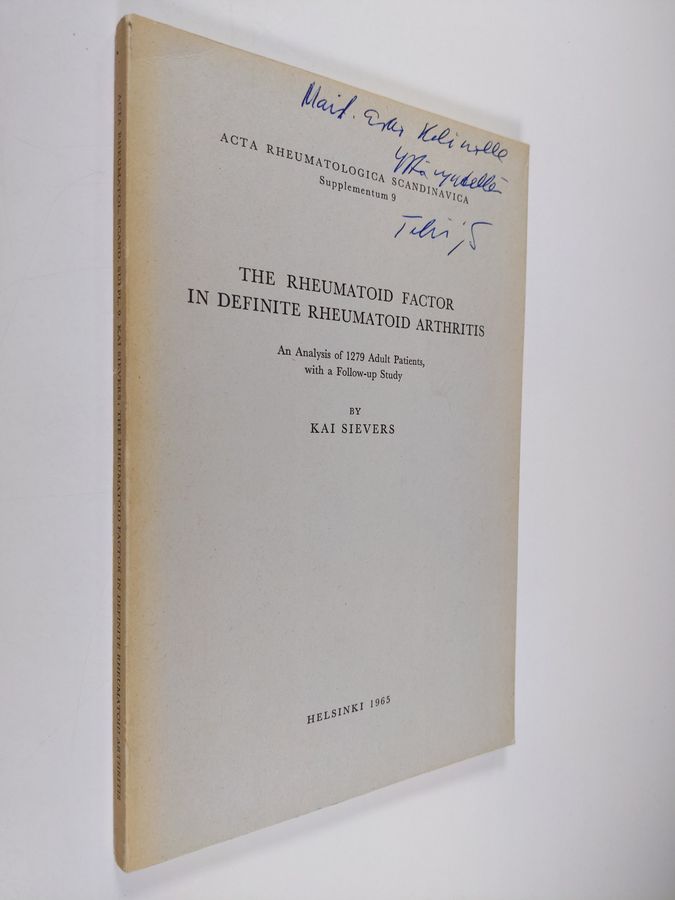 ACTA RHEUMATOLOGICA SCANDINAVICA
Supplementum 9
THE RHEUMATOID FACTOR
IN DEFINITE RHEUMATOID ARTHRITIS
An Analysis of 1279 Adult Patients,
with a Follow-up Study
BY
KAI SIEVERS
HELSINKI 1965
ACTA RHEUMATOL. SCAND. SUPPL. 9 KAI SIEVERS: THE RHEUMATOID FACTOR IN DEFINITE RHEUMATOID ARTHRITIS